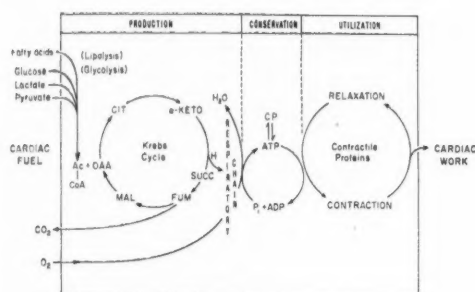 PRODUCTION
CONSERVATION
UTILIZATION
Fatty acids
(Lipolysis)
Glucose
(Glycolysis)
Lactate
Pyruvate
H₂O
CIT
α-KETO
CP
RELAXATION
CARDIAC
FUEL
Ac + OAA
CoA
Krebs
Cycle
H
SUCC
RESPIRATORY
CHAIN
ATP
Contractile
Proteins
CARDIAC
WORK
MAL
FUM
Pᵢ + ADP
CONTRACTION
CO₂
O₂